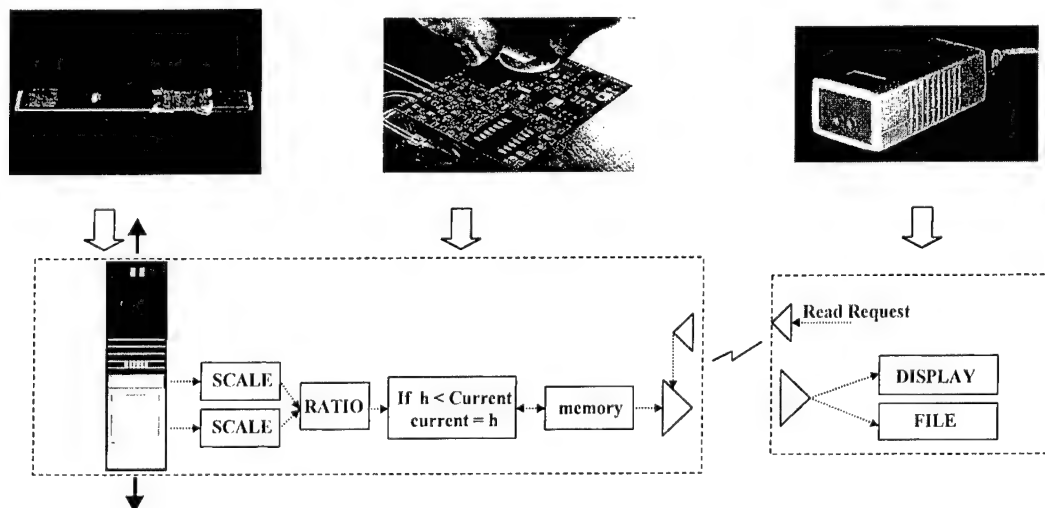 Read Request
SCALE
SCALE
RATIO
If h < Current
current = h
memory
DISPLAY
FILE